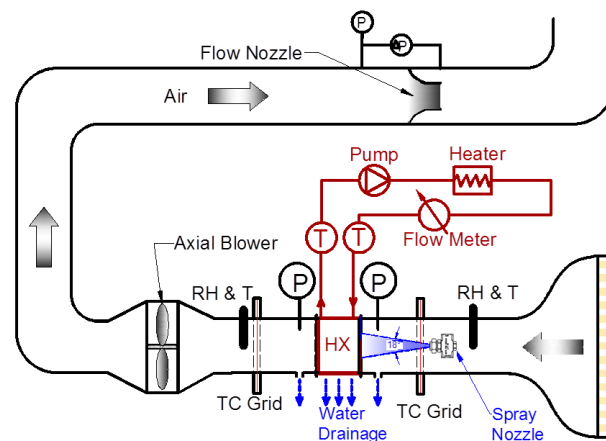 P
P
Flow Nozzle
Air
Pump
Heater
T
T
Flow Meter
Axial Blower
P
P
RH & T
RH & T
HX
18°
TC Grid
Water
Drainage
TC Grid
Spray
Nozzle